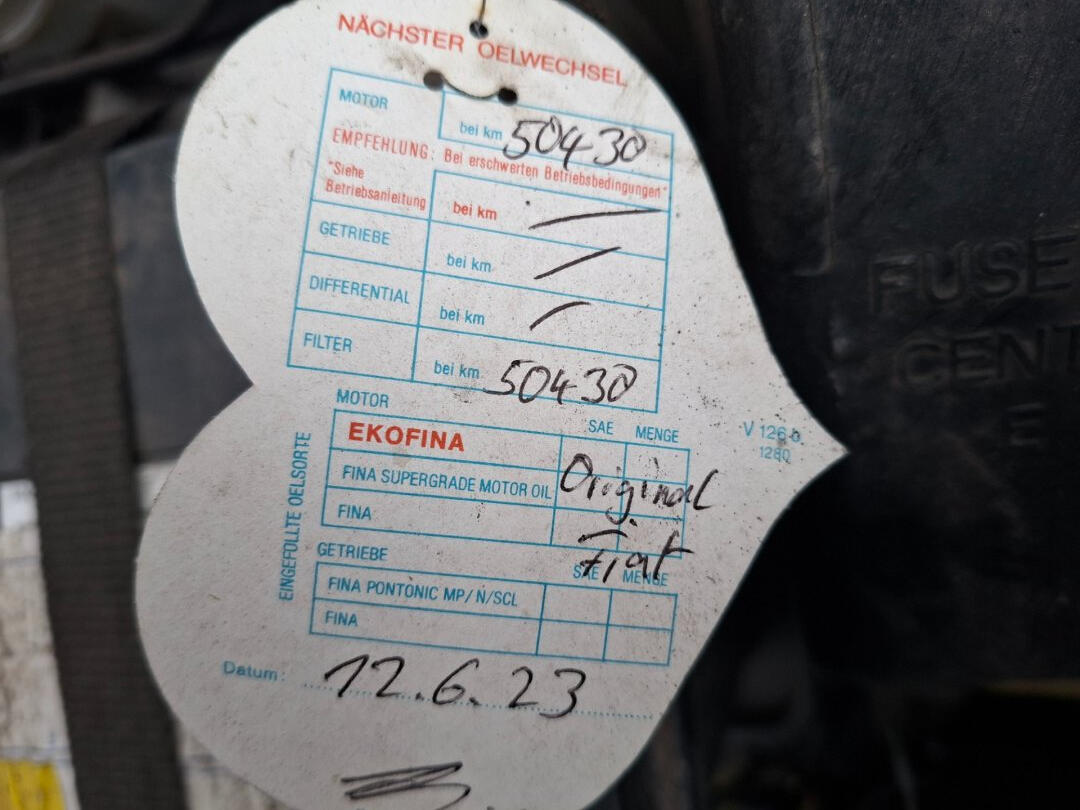 NÄCHSTER OELWECHSEL
MOTOR
bei km 50430
EMPFEHLUNG: Bei erschwerten Betriebsbedingungen*
*Siehe
Betriebsanleitung
bei km
GETRIEBE
bei km
DIFFERENTIAL
bei km
FILTER
bei km 50430
EINGEFÜLLTE OELSORTE
MOTOR
SAE MENGE
EKOFINA
FINA SUPERGRADE MOTOR OIL
Original
FINA
Fiat
GETRIEBE
SAE MENGE
FINA PONTONIC MP/N/SCL
FINA
V 126 b
1280
Datum: 12.6.23
FUSE
CENT